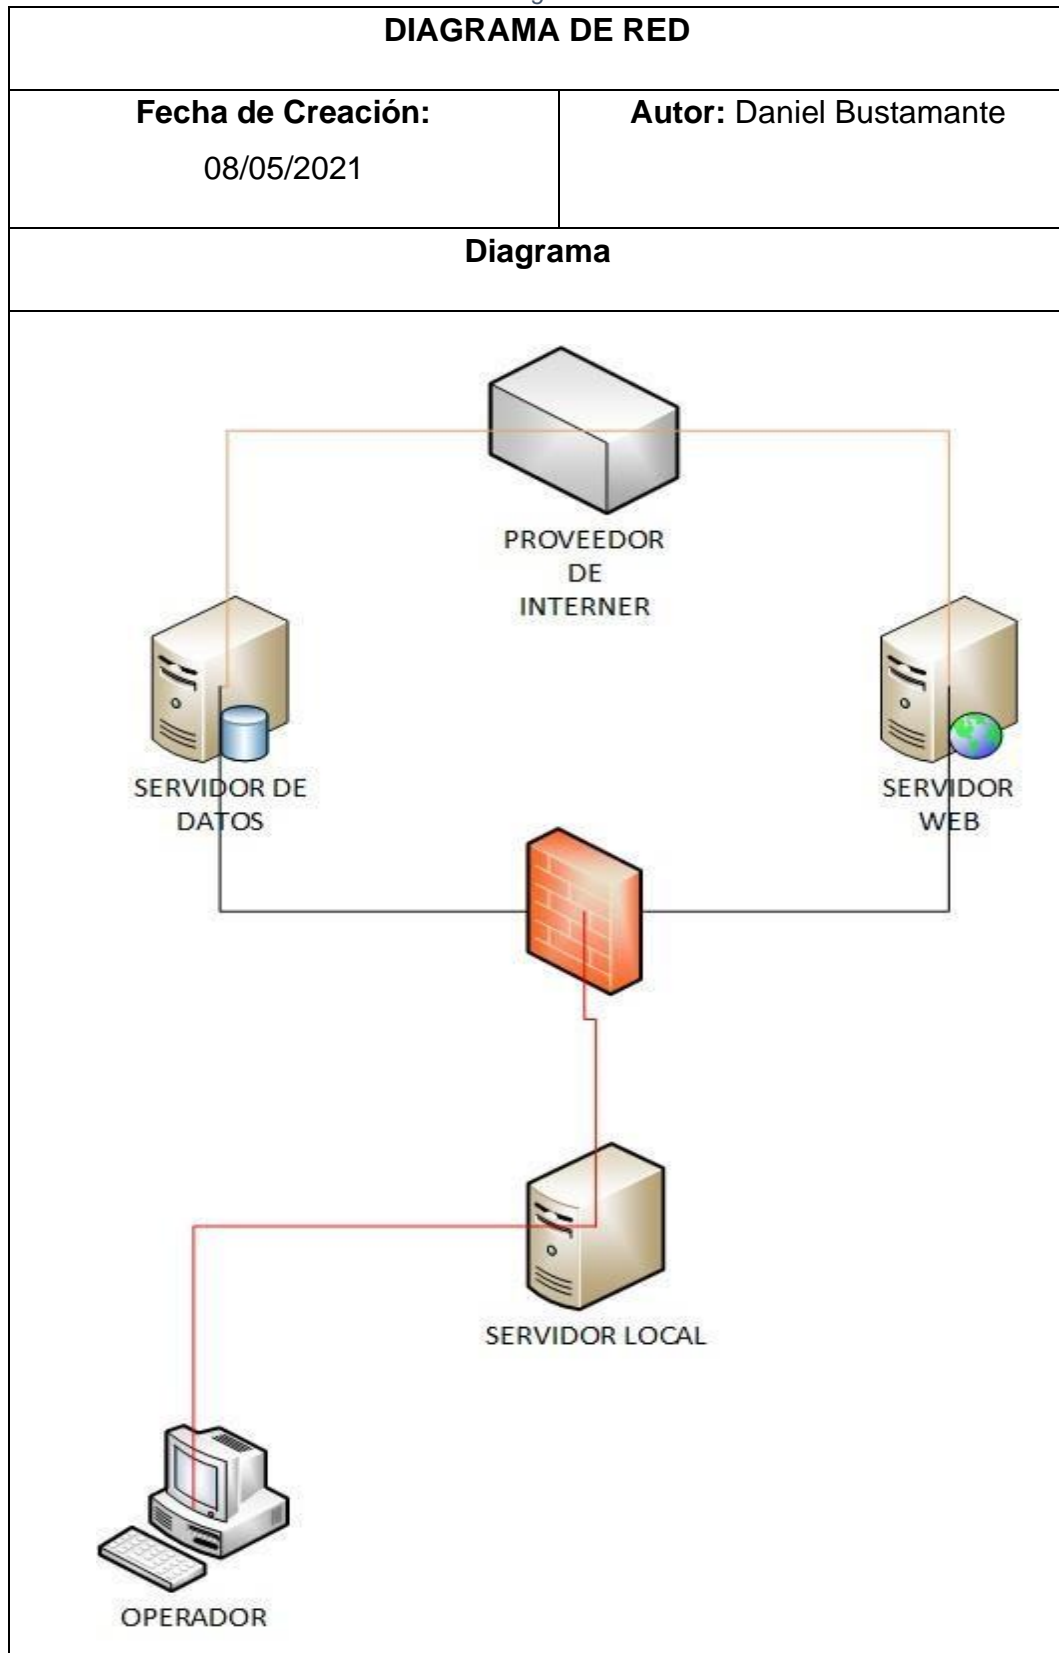 DIAGRAMA DE RED
Fecha de Creación:
08/05/2021
Autor: Daniel Bustamante
Diagrama
PROVEEDOR
DE
INTERNER
SERVIDOR DE
DATOS
SERVIDOR
WEB
SERVIDOR LOCAL
OPERADOR